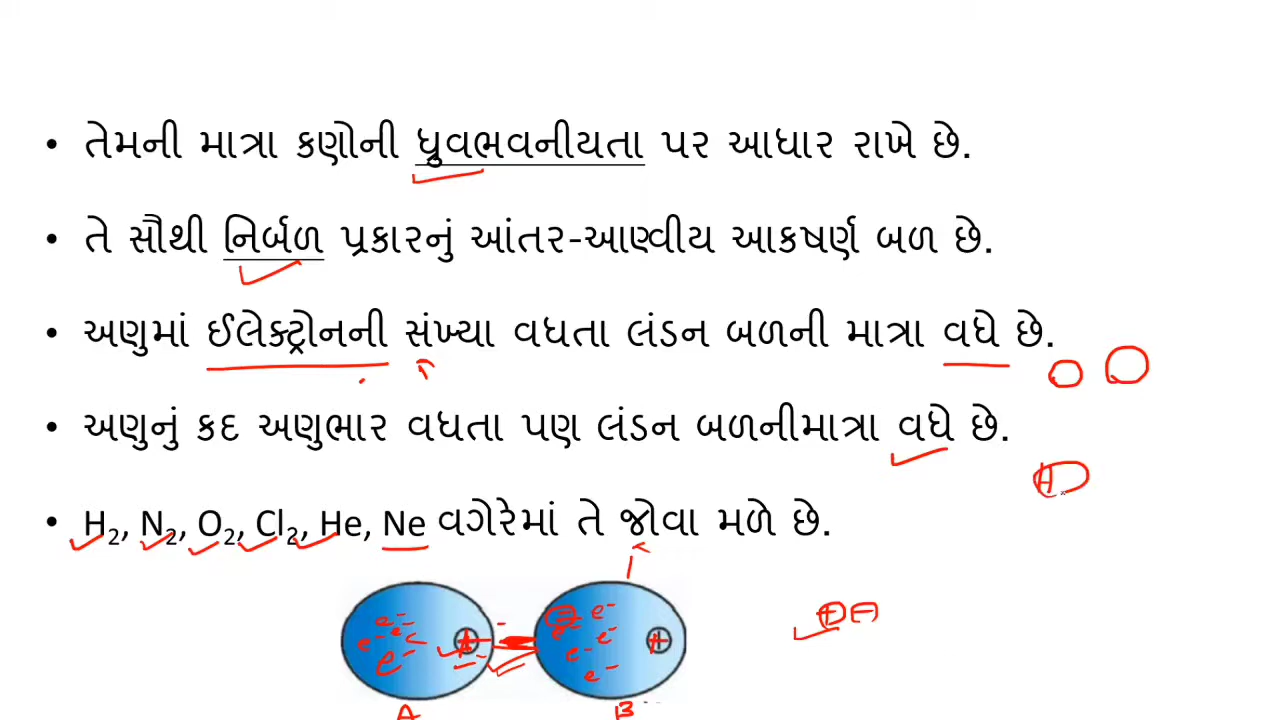 • તેમની માત્રા કણોની ધ્રુવભવનીયતા પર આધાર રાખે છે.
• તે સૌથી નિર્બળ પ્રકારનું આંતર-આણ્વીય આકષર્ણ બળ છે.
• અણુમાં ઈલેક્ટ્રોનની સંખ્યા વધતા લંડન બળની માત્રા વધે છે.
• અણુનું કદ અણુભાર વધતા પણ લંડન બળનીમાત્રા વધે છે.
H
• H₂, N₂, O₂, Cl₂, He, Ne વગેરેમાં તે જોવા મળે છે.
e⁻ e⁻ e⁻ e⁻ + e⁻ e⁻ e⁻ e⁻ e⁻ + + −
A B